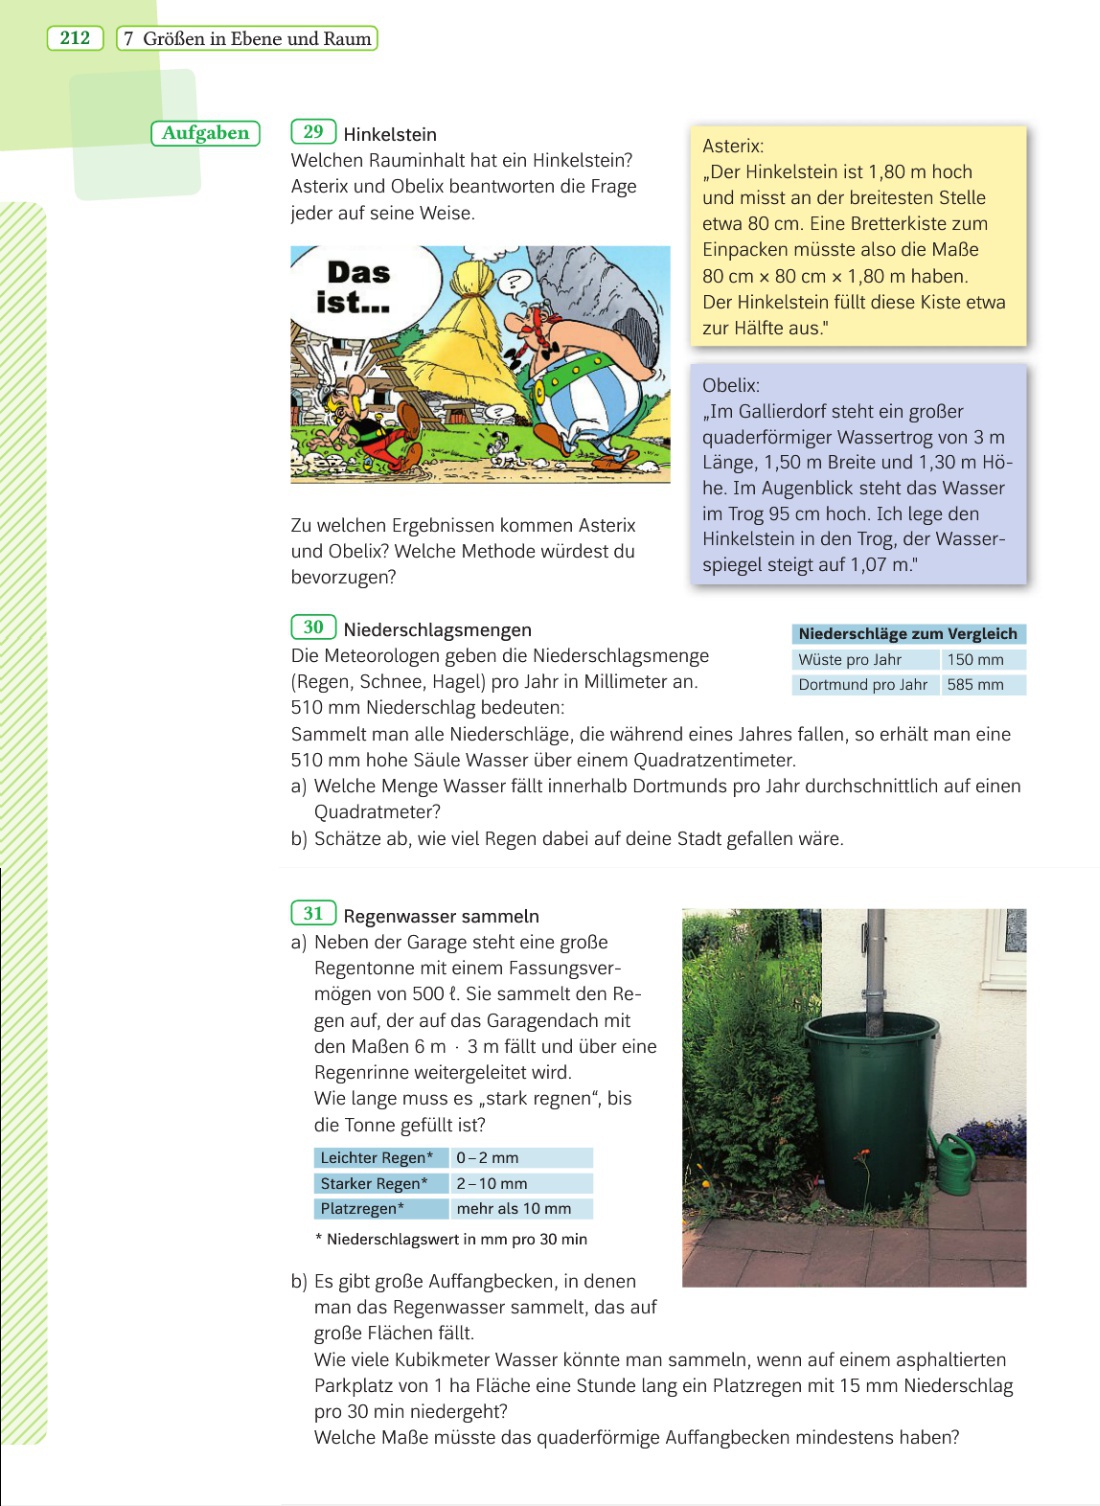 212
7 Größen in Ebene und Raum
Aufgaben
29 Hinkelstein
Welchen Rauminhalt hat ein Hinkelstein?
Asterix und Obelix beantworten die Frage
jeder auf seine Weise.
Das
ist...
?
?
Zu welchen Ergebnissen kommen Asterix
und Obelix? Welche Methode würdest du
bevorzugen?
Asterix:
„Der Hinkelstein ist 1,80 m hoch
und misst an der breitesten Stelle
etwa 80 cm. Eine Bretterkiste zum
Einpacken müsste also die Maße
80 cm × 80 cm × 1,80 m haben.
Der Hinkelstein füllt diese Kiste etwa
zur Hälfte aus."
Obelix:
„Im Gallierdorf steht ein großer
quaderförmiger Wassertrog von 3 m
Länge, 1,50 m Breite und 1,30 m Hö-
he. Im Augenblick steht das Wasser
im Trog 95 cm hoch. Ich lege den
Hinkelstein in den Trog, der Wasser-
spiegel steigt auf 1,07 m."
30 Niederschlagsmengen
Die Meteorologen geben die Niederschlagsmenge
(Regen, Schnee, Hagel) pro Jahr in Millimeter an.
510 mm Niederschlag bedeuten:
Sammelt man alle Niederschläge, die während eines Jahres fallen, so erhält man eine
510 mm hohe Säule Wasser über einem Quadratzentimeter.
a) Welche Menge Wasser fällt innerhalb Dortmunds pro Jahr durchschnittlich auf einen
Quadratmeter?
b) Schätze ab, wie viel Regen dabei auf deine Stadt gefallen wäre.
Niederschläge zum Vergleich
Wüste pro Jahr 150 mm
Dortmund pro Jahr 585 mm
31 Regenwasser sammeln
a) Neben der Garage steht eine große
Regentonne mit einem Fassungsver-
mögen von 500 ℓ. Sie sammelt den Re-
gen auf, der auf das Garagendach mit
den Maßen 6 m · 3 m fällt und über eine
Regenrinne weitergeleitet wird.
Wie lange muss es „stark regnen“, bis
die Tonne gefüllt ist?
Leichter Regen* 0–2 mm
Starker Regen* 2–10 mm
Platzregen* mehr als 10 mm
* Niederschlagswert in mm pro 30 min
b) Es gibt große Auffangbecken, in denen
man das Regenwasser sammelt, das auf
große Flächen fällt.
Wie viele Kubikmeter Wasser könnte man sammeln, wenn auf einem asphaltierten
Parkplatz von 1 ha Fläche eine Stunde lang ein Platzregen mit 15 mm Niederschlag
pro 30 min niedergeht?
Welche Maße müsste das quaderförmige Auffangbecken mindestens haben?